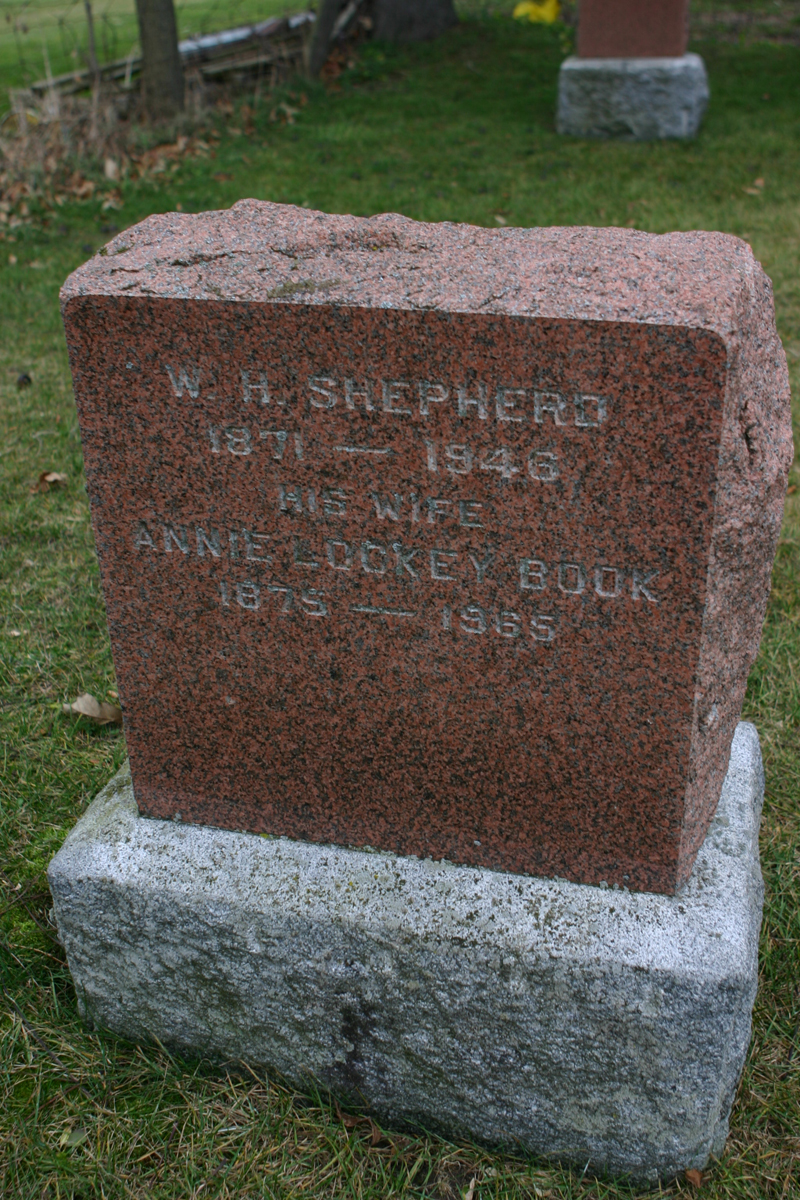 W. H. SHEPHERD
1871 — 1946
HIS WIFE
ANNIE LOCKEY BOOK
1875 — 1965